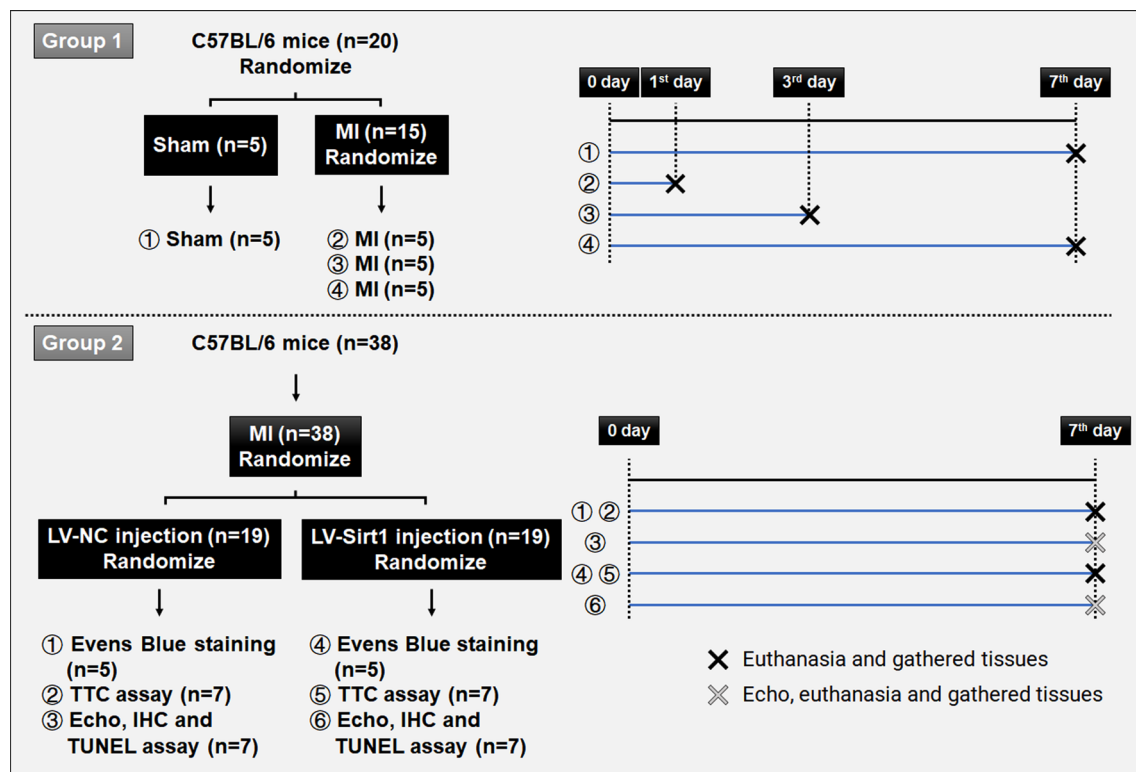 Group 1
C57BL/6 mice (n=20)
Randomize
Sham (n=5)
MI (n=15)
Randomize
① Sham (n=5)
② MI (n=5)
③ MI (n=5)
④ MI (n=5)
0 day
1st day
3rd day
7th day
①
②
③
④
Group 2
C57BL/6 mice (n=38)
MI (n=38)
Randomize
LV-NC injection (n=19)
Randomize
LV-Sirt1 injection (n=19)
Randomize
① Evens Blue staining
(n=5)
② TTC assay (n=7)
③ Echo, IHC and
TUNEL assay (n=7)
④ Evens Blue staining
(n=5)
⑤ TTC assay (n=7)
⑥ Echo, IHC and
TUNEL assay (n=7)
0 day
7th day
① ②
③
④ ⑤
⑥
Euthanasia and gathered tissues
Echo, euthanasia and gathered tissues